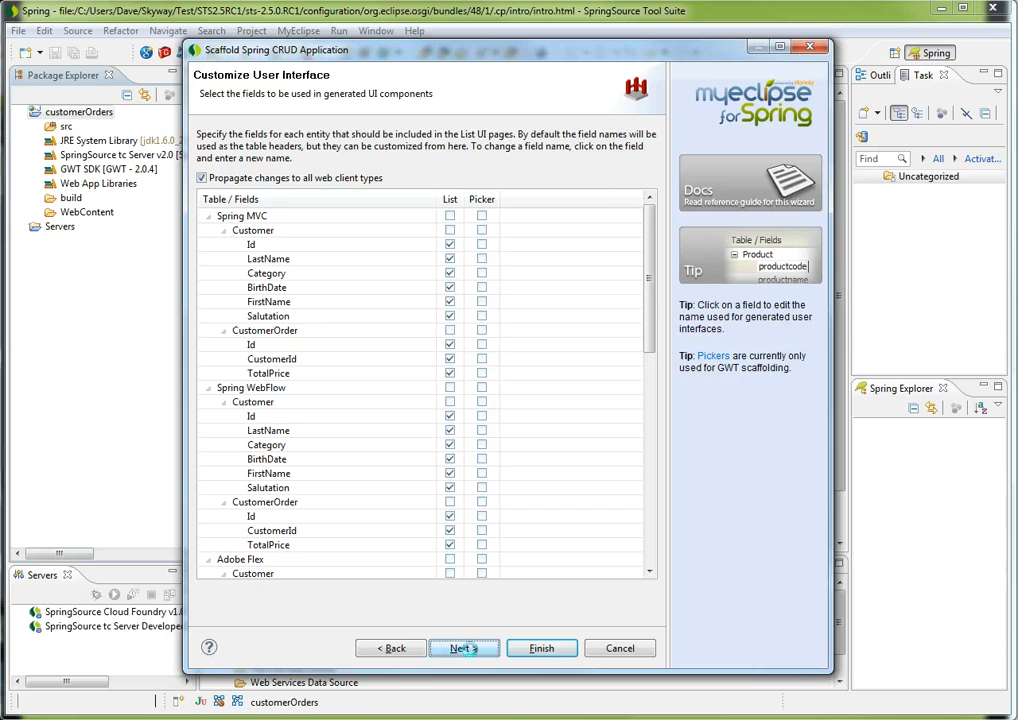 Spring - file:/C:/Users/Dave/Skyway/Test/STS2.5RC1/sts-2.5.0.RC1/configuration/org.eclipse.osgi/bundles/48/1/.cp/intro/intro.html - SpringSource Tool Suite
File Edit Source Refactor Navigate Search Project MyEclipse Run Window Help
Spring
Package Explorer
customerOrders
src
JRE System Library [jdk1.6.0_
SpringSource tc Server v2.0 [S
GWT SDK [GWT - 2.0.4]
Web App Libraries
build
WebContent
Servers
Servers
SpringSource Cloud Foundry v1.
SpringSource tc Server Develope
Scaffold Spring CRUD Application
Customize User Interface
Select the fields to be used in generated UI components
Specify the fields for each entity that should be included in the List UI pages. By default the field names will be
used as the table headers, but they can be customized from here. To change a field name, click on the field
and enter a new name.
Propagate changes to all web client types
Table / Fields List Picker
Spring MVC
Customer
Id
LastName
Category
BirthDate
FirstName
Salutation
CustomerOrder
Id
CustomerId
TotalPrice
Spring WebFlow
Customer
Id
LastName
Category
BirthDate
FirstName
Salutation
CustomerOrder
Id
CustomerId
TotalPrice
Adobe Flex
Customer
< Back Next > Finish Cancel
powered by skyway
myeclipse
for Spring
Docs
Read reference guide for this wizard
Table / Fields
Product
productcode
productname
Tip
Tip: Click on a field to edit the
name used for generated user
interfaces.
Tip: Pickers are currently only
used for GWT scaffolding.
Outli Task
Find All Activat...
Uncategorized
Spring Explorer
Web Services Data Source
Ju customerOrders